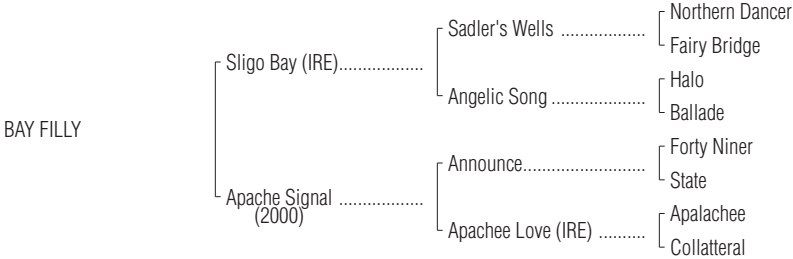 Northern Dancer
Sadler's Wells ..................
Fairy Bridge
Sligo Bay (IRE)..................
Halo
Angelic Song ....................
Ballade
BAY FILLY
Forty Niner
Announce..........................
State
Apache Signal ..................
(2000)
Apalachee
Apachee Love (IRE) ..........
Collatteral